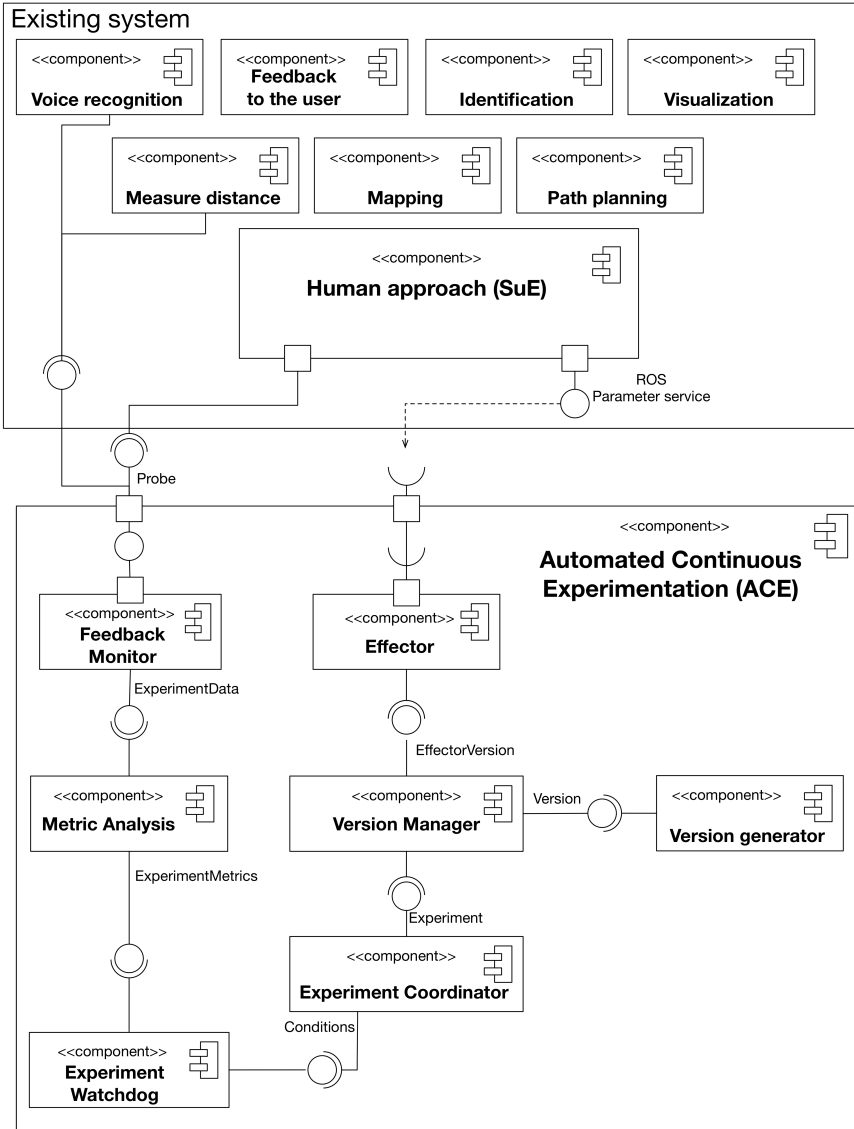 Existing system
<<component>>
Voice recognition
<<component>>
Feedback
to the user
<<component>>
Identification
<<component>>
Visualization
<<component>>
Measure distance
<<component>>
Mapping
<<component>>
Path planning
<<component>>
Human approach (SuE)
ROS
Parameter service
Probe
<<component>>
Automated Continuous
Experimentation (ACE)
<<component>>
Feedback
Monitor
<<component>>
Effector
ExperimentData
EffectorVersion
<<component>>
Metric Analysis
<<component>>
Version Manager
Version
<<component>>
Version generator
ExperimentMetrics
Experiment
<<component>>
Experiment Coordinator
Conditions
<<component>>
Experiment
Watchdog